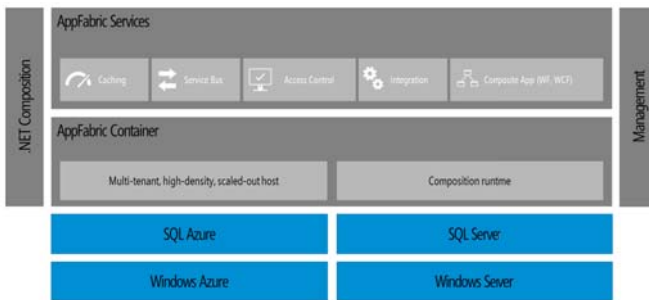 AppFabric Services
.NET Composition
Management
Caching
Service Bus
Access Control
Integration
Composite App (WF, WCF)
AppFabric Container
Multi-tenant, high-density, scaled-out host
Composition runtme
SQL Azure
SQL Server
Windows Azure
Windows Server